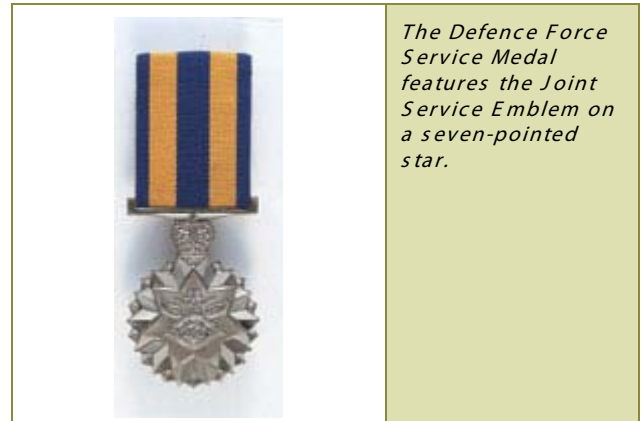 The Defence Force
Service Medal
features the Joint
Service Emblem on
a seven-pointed
star.